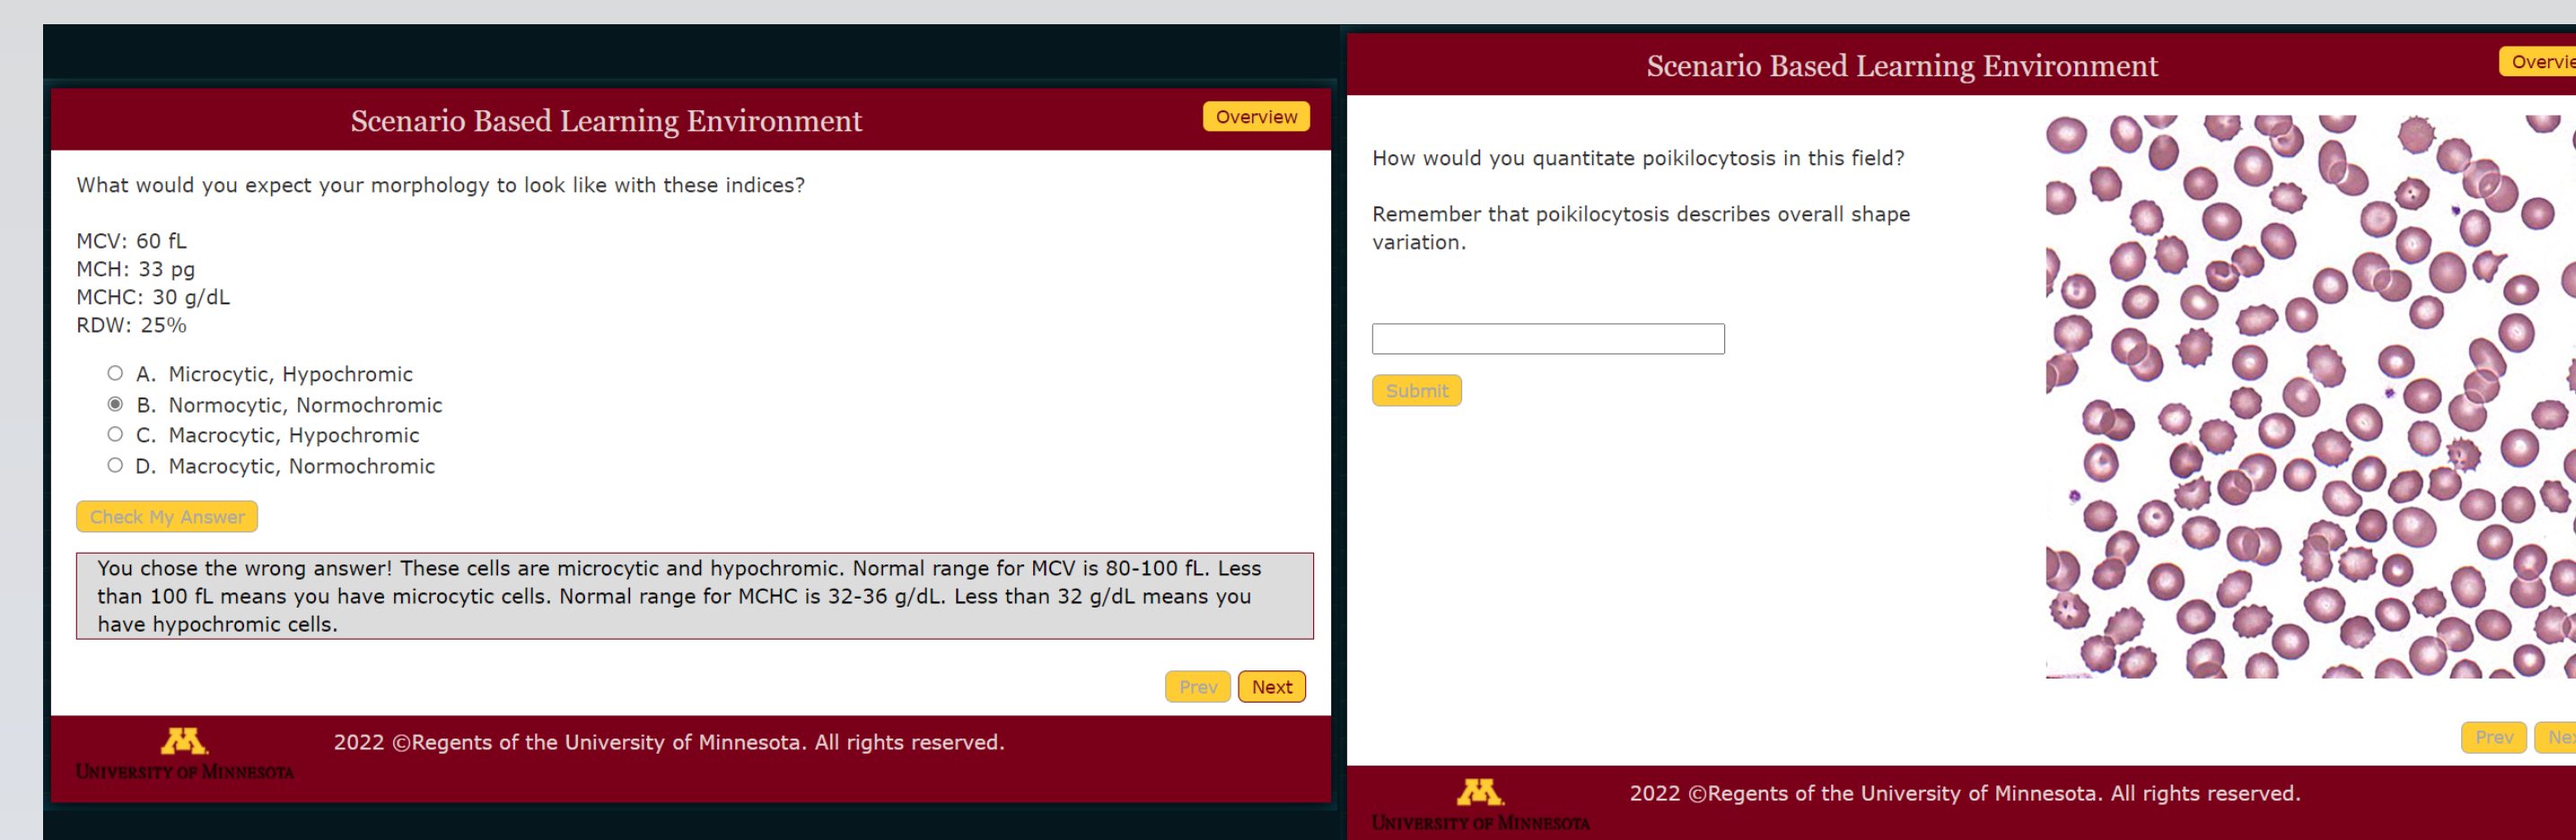 Scenario Based Learning Environment
Overview
What would you expect your morphology to look like with these indices?
MCV: 60 fL
MCH: 33 pg
MCHC: 30 g/dL
RDW: 25%
A. Microcytic, Hypochromic
B. Normocytic, Normochromic
C. Macrocytic, Hypochromic
D. Macrocytic, Normochromic
Check My Answer
You chose the wrong answer! These cells are microcytic and hypochromic. Normal range for MCV is 80-100 fL. Less
than 100 fL means you have microcytic cells. Normal range for MCHC is 32-36 g/dL. Less than 32 g/dL means you
have hypochromic cells.
Prev Next
M
UNIVERSITY OF MINNESOTA
2022 ©Regents of the University of Minnesota. All rights reserved.
Scenario Based Learning Environment
Overvie
How would you quantitate poikilocytosis in this field?
Remember that poikilocytosis describes overall shape
variation.
Submit
Prev Nex
M
UNIVERSITY OF MINNESOTA
2022 ©Regents of the University of Minnesota. All rights reserved.